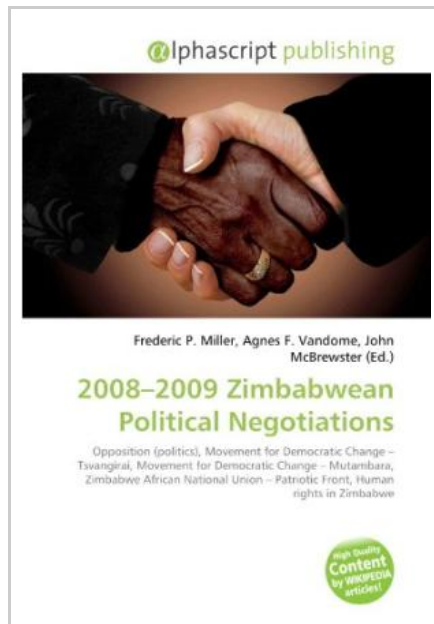 alphascript publishing
Frederic P. Miller, Agnes F. Vandome, John
McBrewster (Ed.)
2008–2009 Zimbabwean
Political Negotiations
Opposition (politics), Movement for Democratic Change –
Tsvangirai, Movement for Democratic Change – Mutambara,
Zimbabwe African National Union – Patriotic Front, Human
rights in Zimbabwe
High Quality
Content
by WIKIPEDIA
articles!